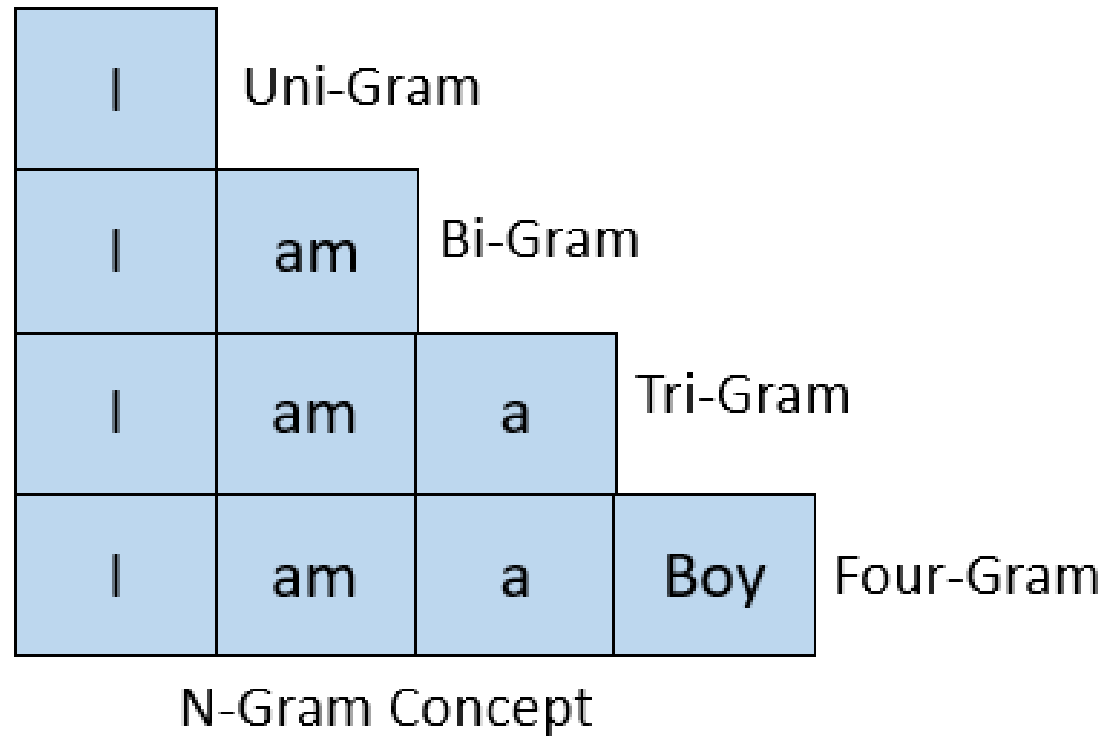 I Uni-Gram
I am Bi-Gram
I am a Tri-Gram
I am a Boy Four-Gram
N-Gram Concept